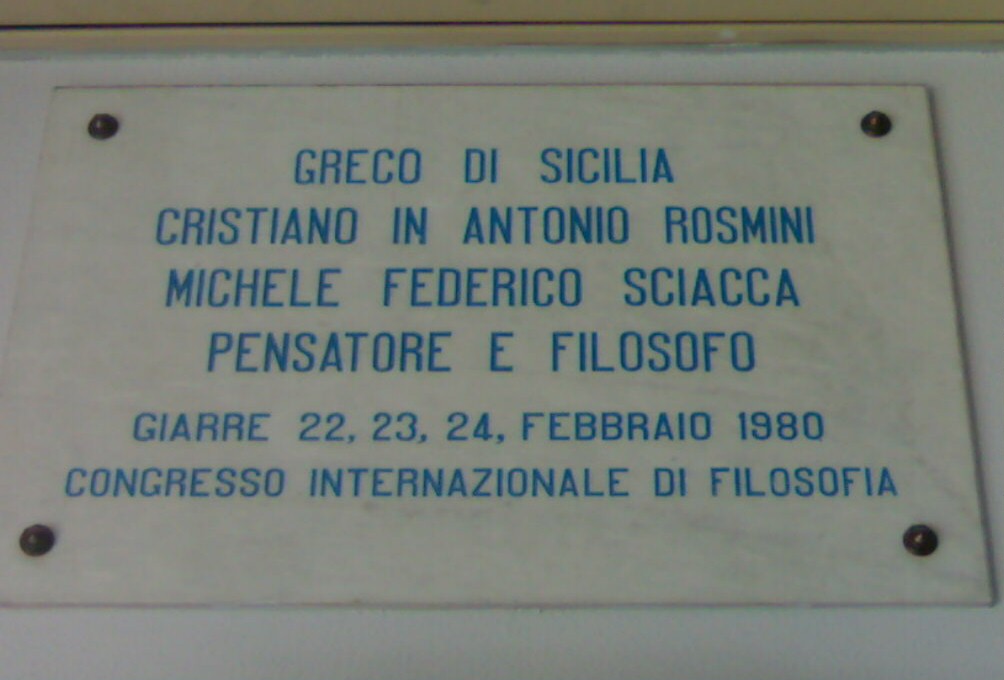 GRECO DI SICILIA
CRISTIANO IN ANTONIO ROSMINI
MICHELE FEDERICO SCIACCA
PENSATORE E FILOSOFO
GIARRE 22, 23, 24, FEBBRAIO 1980
CONGRESSO INTERNAZIONALE DI FILOSOFIA